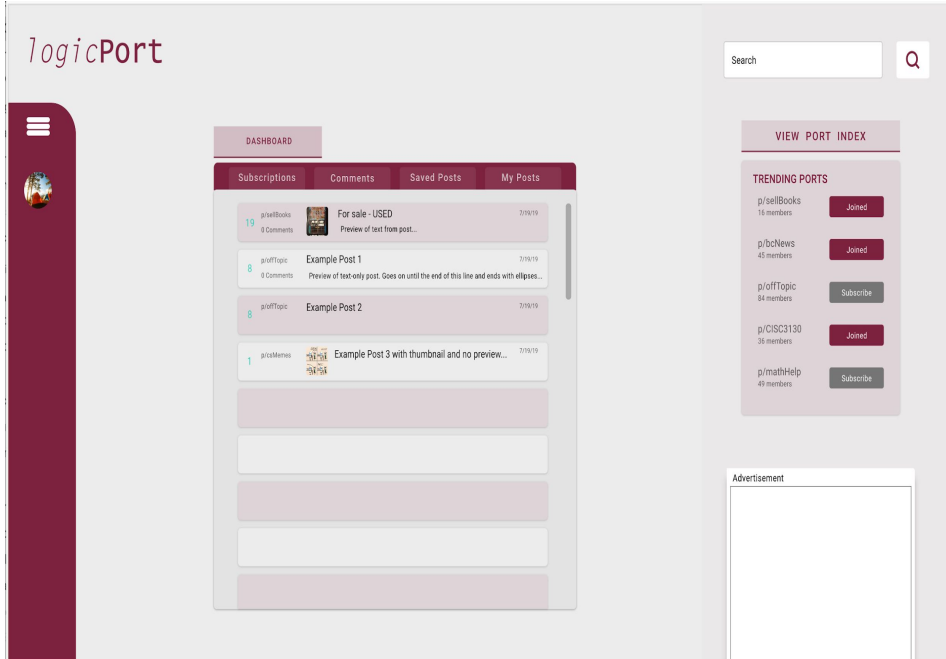 logicPort
Search
DASHBOARD
Subscriptions Comments Saved Posts My Posts
19 p/sellBooks For sale - USED 7/19/19
0 Comments Preview of text from post...
8 p/offTopic Example Post 1 7/19/19
0 Comments Preview of text-only post. Goes on until the end of this line and ends with ellipses...
8 p/offTopic Example Post 2 7/19/19
1 p/csMemes Example Post 3 with thumbnail and no preview... 7/19/19
VIEW PORT INDEX
TRENDING PORTS
p/sellBooks
16 members
Joined
p/bcNews
45 members
Joined
p/offTopic
84 members
Subscribe
p/CISC3130
36 members
Joined
p/mathHelp
49 members
Subscribe
Advertisement